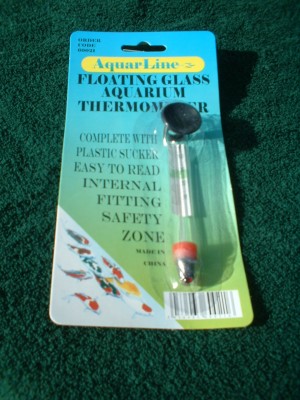 ORDER
CODE
AquarLine
FLOATING GLASS
AQUARIUM
THERMOMETER
COMPLETE WITH
PLASTIC SUCKER
EASY TO READ
INTERNAL
FITTING
SAFETY
ZONE
MADE IN
CHINA